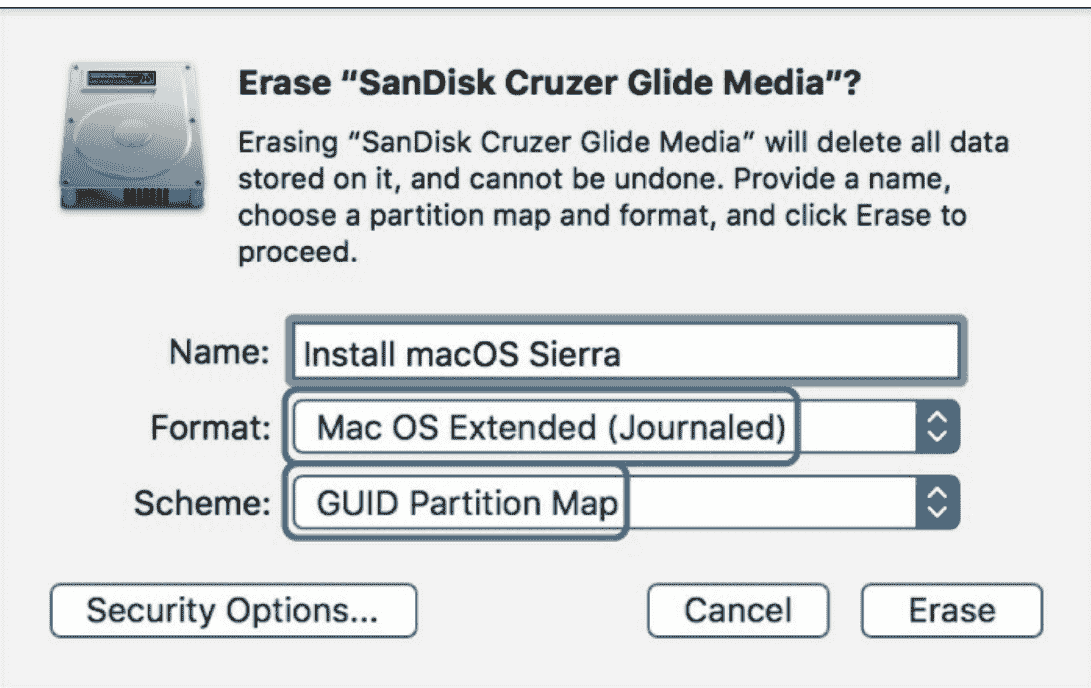 Erase “SanDisk Cruzer Glide Media”?
Erasing “SanDisk Cruzer Glide Media” will delete all data
stored on it, and cannot be undone. Provide a name,
choose a partition map and format, and click Erase to
proceed.
Name: Install macOS Sierra
Format: Mac OS Extended (Journaled)
Scheme: GUID Partition Map
Security Options... Cancel Erase